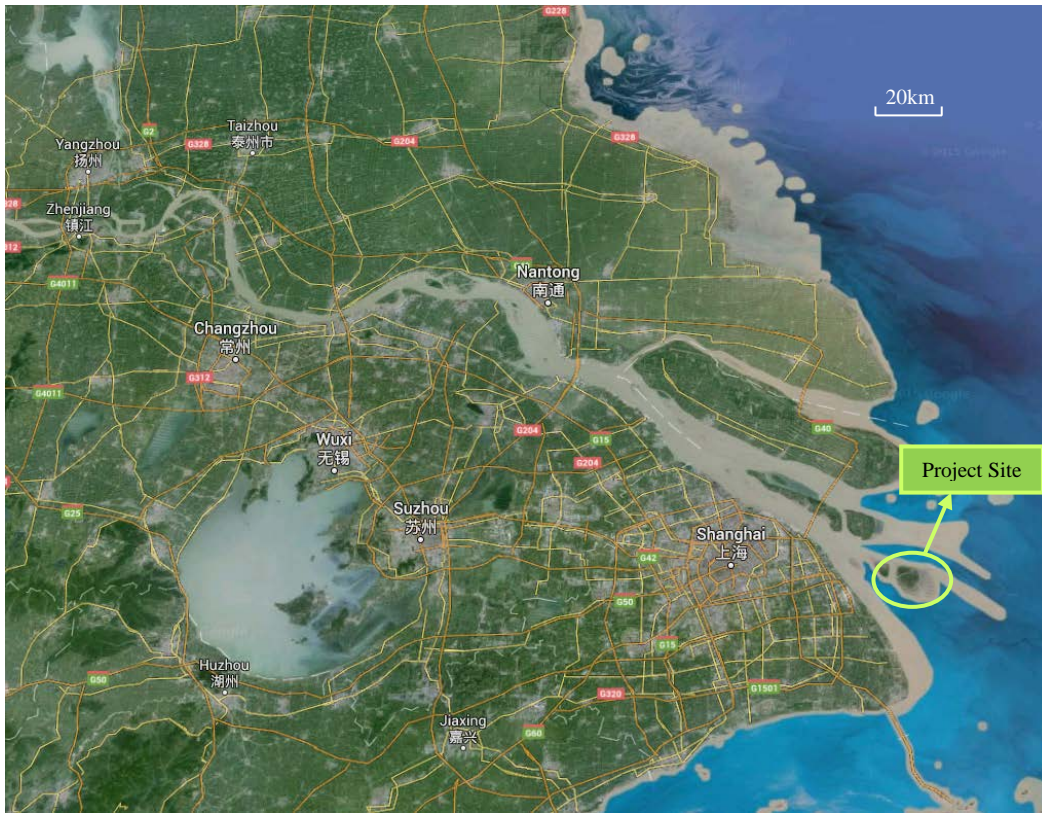 G228
20km
G2
Taizhou
泰州市
G328
G204
G328
Yangzhou
扬州
Zhenjiang
镇江
G4011
Nantong
南通
Changzhou
常州
G312
G4011
G40
G204
G15
G204
Wuxi
无锡
Project Site
G25
Suzhou
苏州
Shanghai
上海
G42
G50
G15
Huzhou
湖州
G50
G320
G1501
Jiaxing
嘉兴
G60